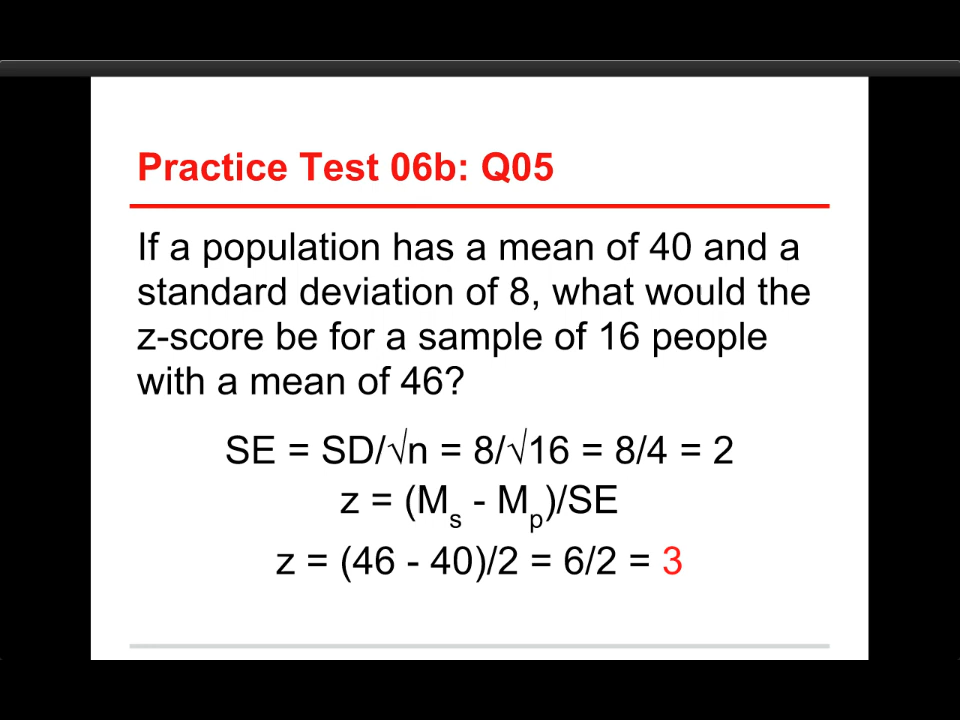 Practice Test 06b: Q05
If a population has a mean of 40 and a
standard deviation of 8, what would the
z-score be for a sample of 16 people
with a mean of 46?
SE = SD/√n = 8/√16 = 8/4 = 2
z = (Ms - Mp)/SE
z = (46 - 40)/2 = 6/2 = 3